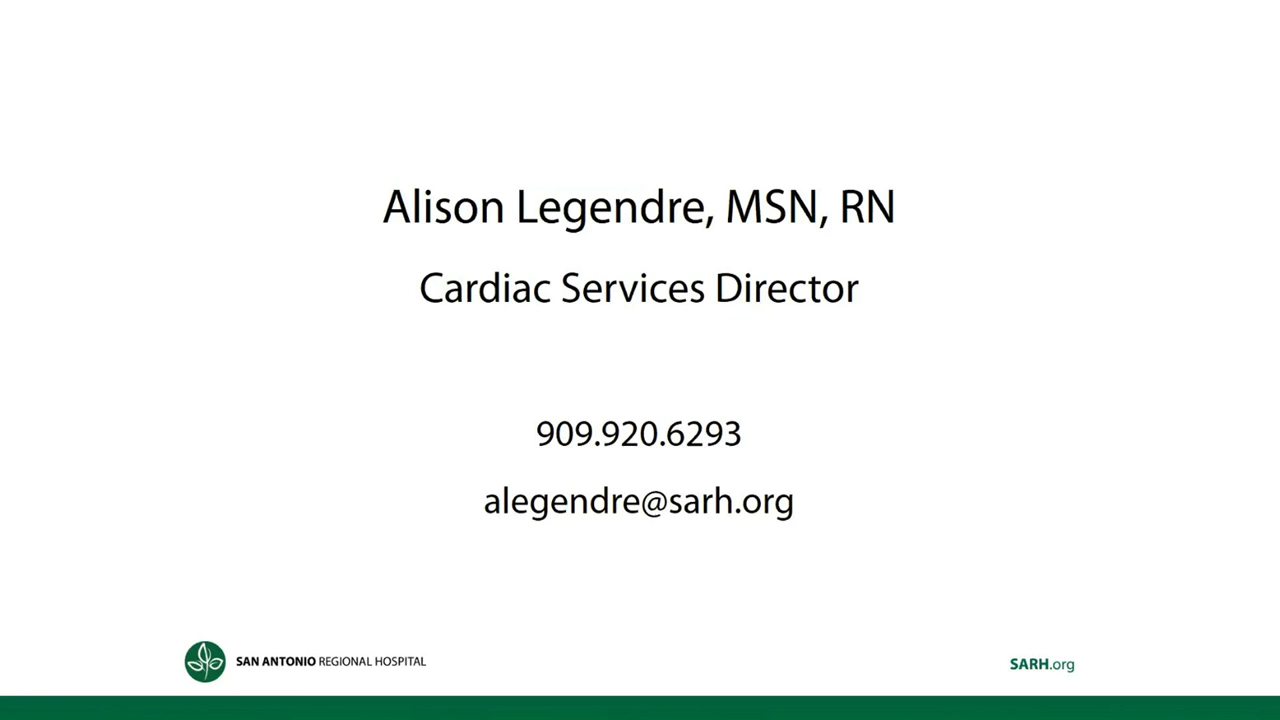 Alison Legendre, MSN, RN
Cardiac Services Director
909.920.6293
alegendre@sarh.org
SAN ANTONIO REGIONAL HOSPITAL
SARH.org